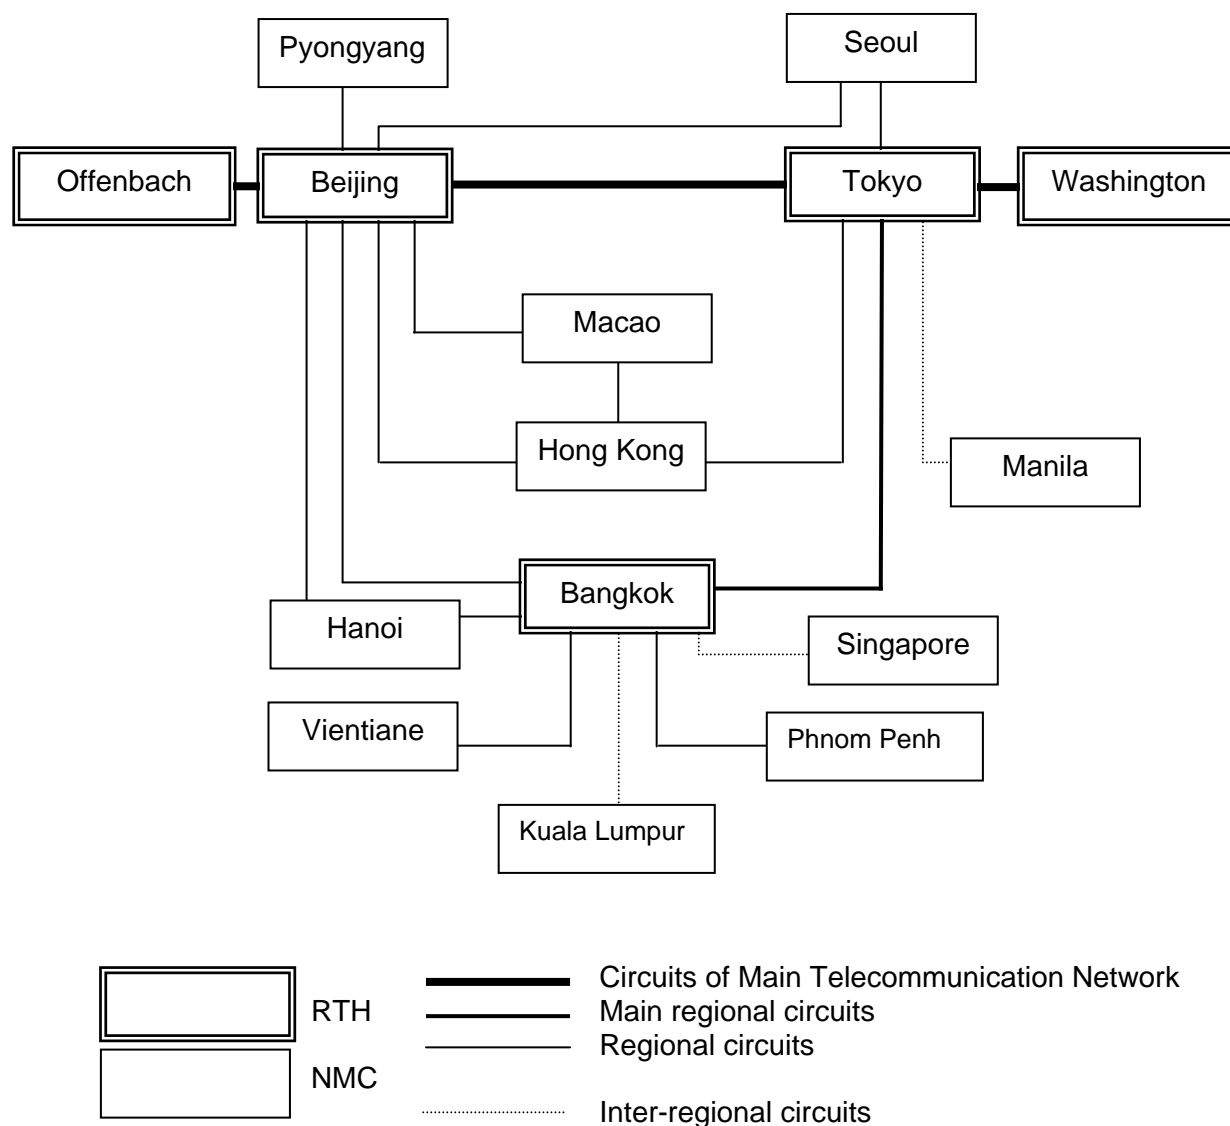 Pyongyang
Seoul
Offenbach
Beijing
Tokyo
Washington
Macao
Hong Kong
Manila
Bangkok
Hanoi
Singapore
Vientiane
Phnom Penh
Kuala Lumpur
RTH
NMC
Circuits of Main Telecommunication Network
Main regional circuits
Regional circuits
Inter-regional circuits